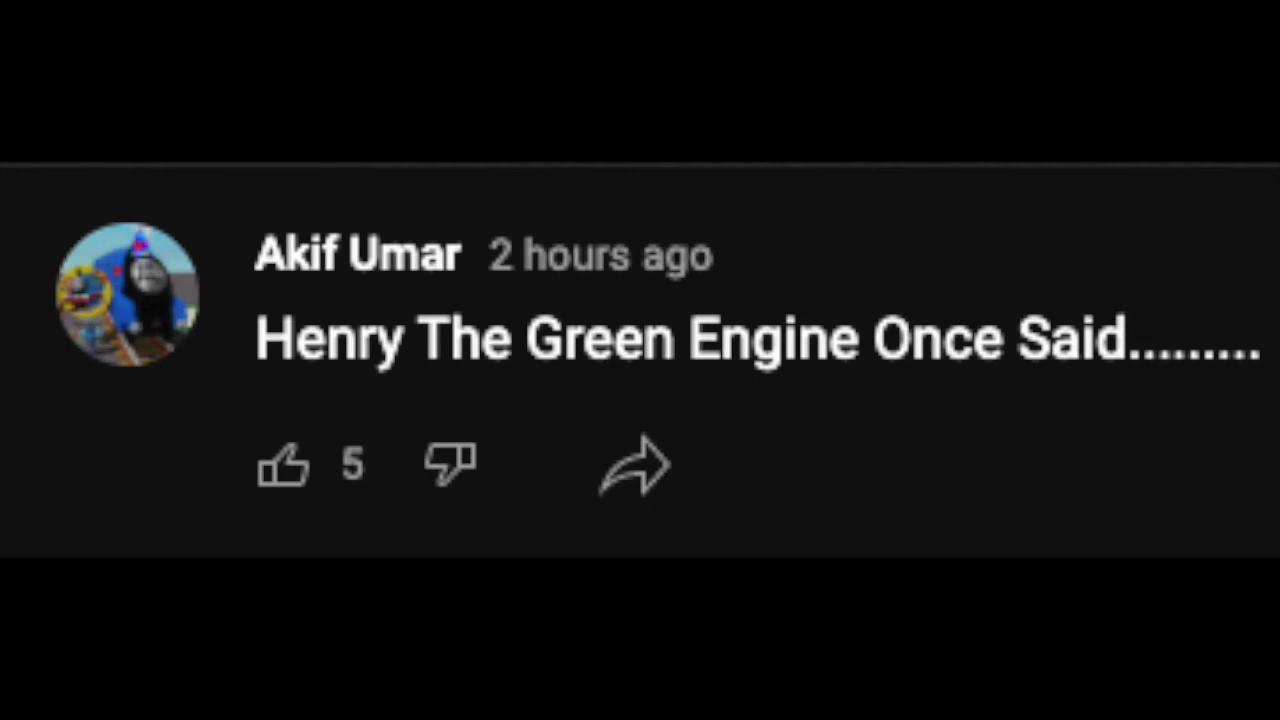 Akif Umar 2 hours ago
Henry The Green Engine Once Said.........
5